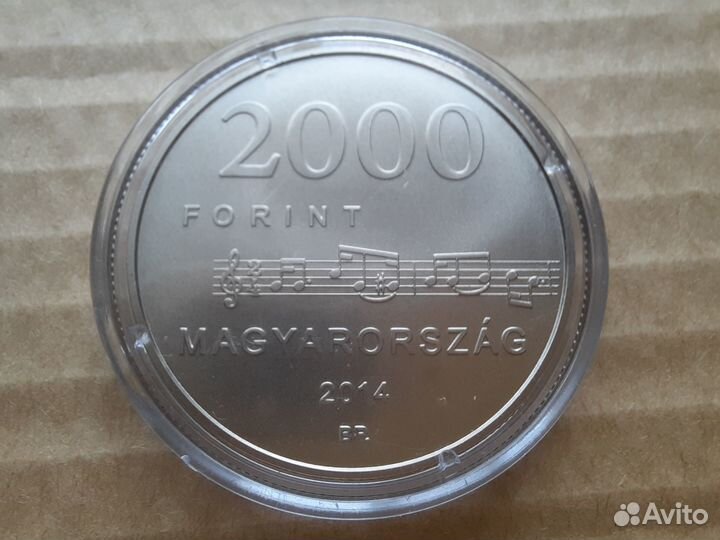 2000
FORINT
MAGYARORSZÁG
2014
BP.
Avito